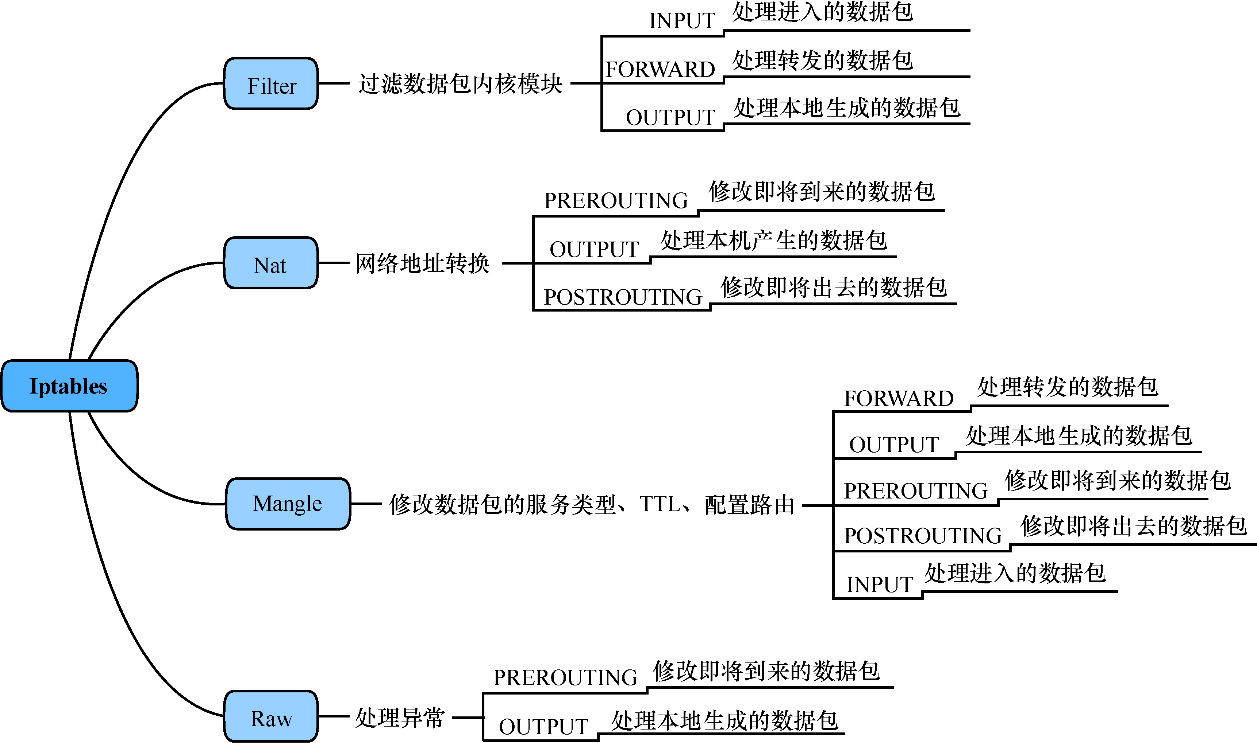 Iptables
Filter
过滤数据包内核模块
INPUT 处理进入的数据包
FORWARD 处理转发的数据包
OUTPUT 处理本地生成的数据包
Nat
网络地址转换
PREROUTING 修改即将到来的数据包
OUTPUT 处理本机产生的数据包
POSTROUTING 修改即将出去的数据包
Mangle
修改数据包的服务类型、TTL、配置路由
FORWARD 处理转发的数据包
OUTPUT 处理本地生成的数据包
PREROUTING 修改即将到来的数据包
POSTROUTING 修改即将出去的数据包
INPUT 处理进入的数据包
Raw
处理异常
PREROUTING 修改即将到来的数据包
OUTPUT 处理本地生成的数据包